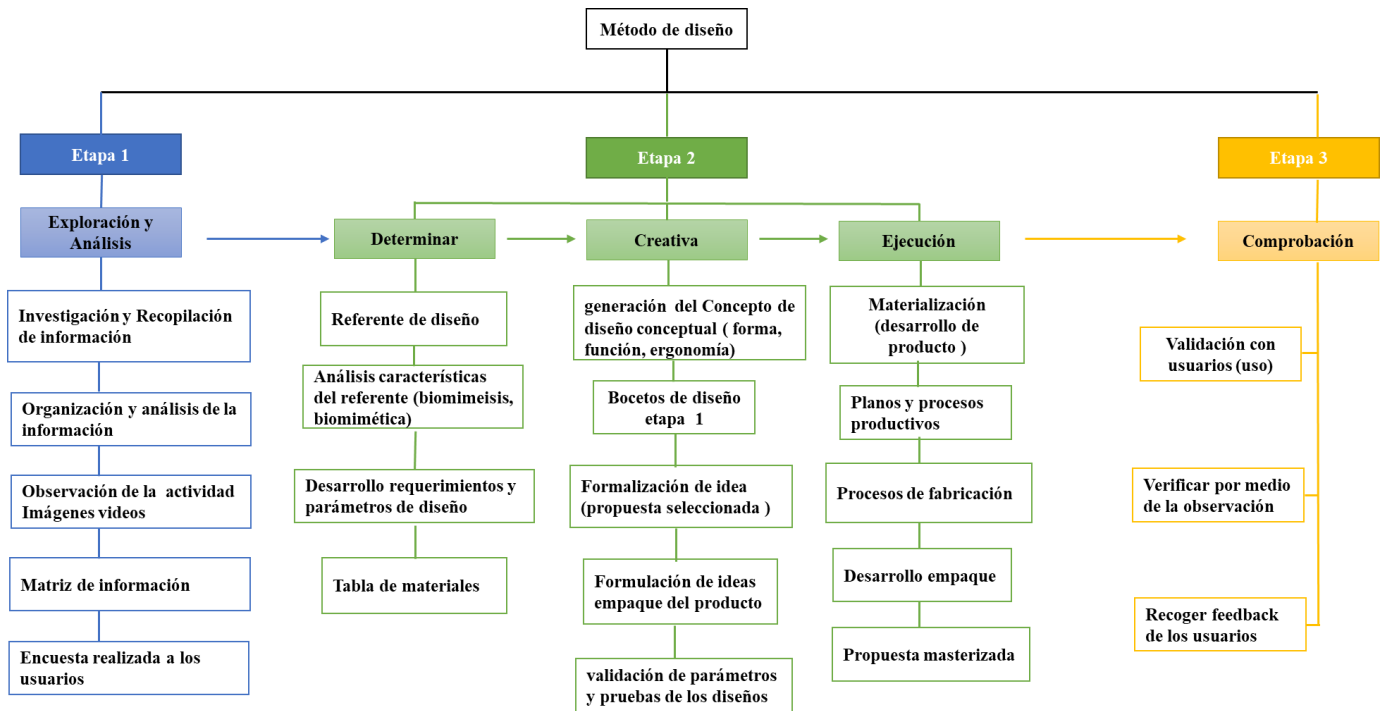 Método de diseño
Etapa 1
Etapa 2
Etapa 3
Exploración y
Análisis
Determinar
Creativa
Ejecución
Comprobación
Investigación y Recopilación
de información
Organización y análisis de la
información
Observación de la actividad
Imágenes videos
Matriz de información
Encuesta realizada a los
usuarios
Referente de diseño
Análisis características
del referente (biomimeisis,
biomimética)
Desarrollo requerimientos y
parámetros de diseño
Tabla de materiales
generación del Concepto de
diseño conceptual ( forma,
función, ergonomía)
Bocetos de diseño
etapa 1
Formalización de idea
(propuesta seleccionada )
Formulación de ideas
empaque del producto
validación de parámetros
y pruebas de los diseños
Materialización
(desarrollo de
producto )
Planos y procesos
productivos
Procesos de fabricación
Desarrollo empaque
Propuesta masterizada
Validación con
usuarios (uso)
Verificar por medio
de la observación
Recoger feedback
de los usuarios